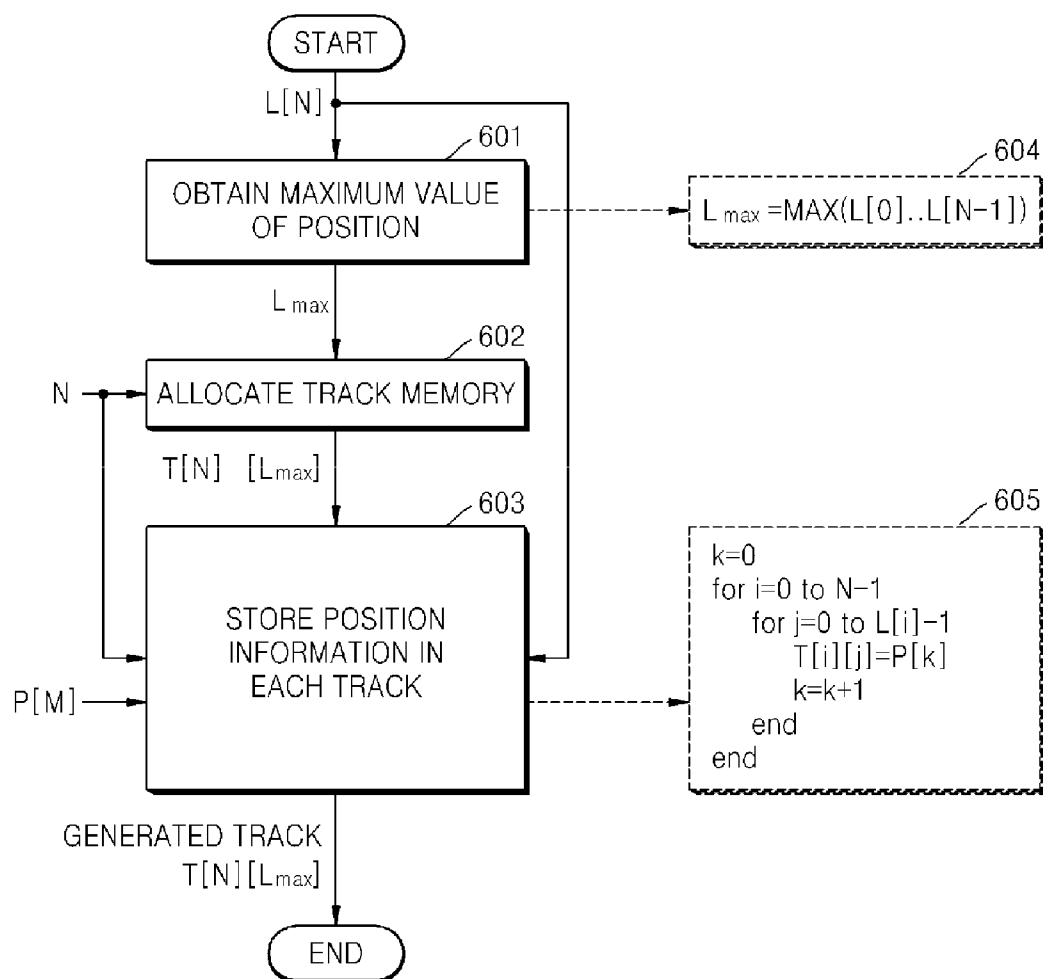 START
L[N]
601
OBTAIN MAXIMUM VALUE
OF POSITION
604
Lmax =MAX(L[0]..L[N-1])
Lmax
602
N
ALLOCATE TRACK MEMORY
T[N] [Lmax]
603
STORE POSITION
INFORMATION IN
EACH TRACK
P[M]
605
k=0
for i=0 to N-1
for j=0 to L[i]-1
T[i][j]=P[k]
k=k+1
end
end
GENERATED TRACK
T[N][Lmax]
END